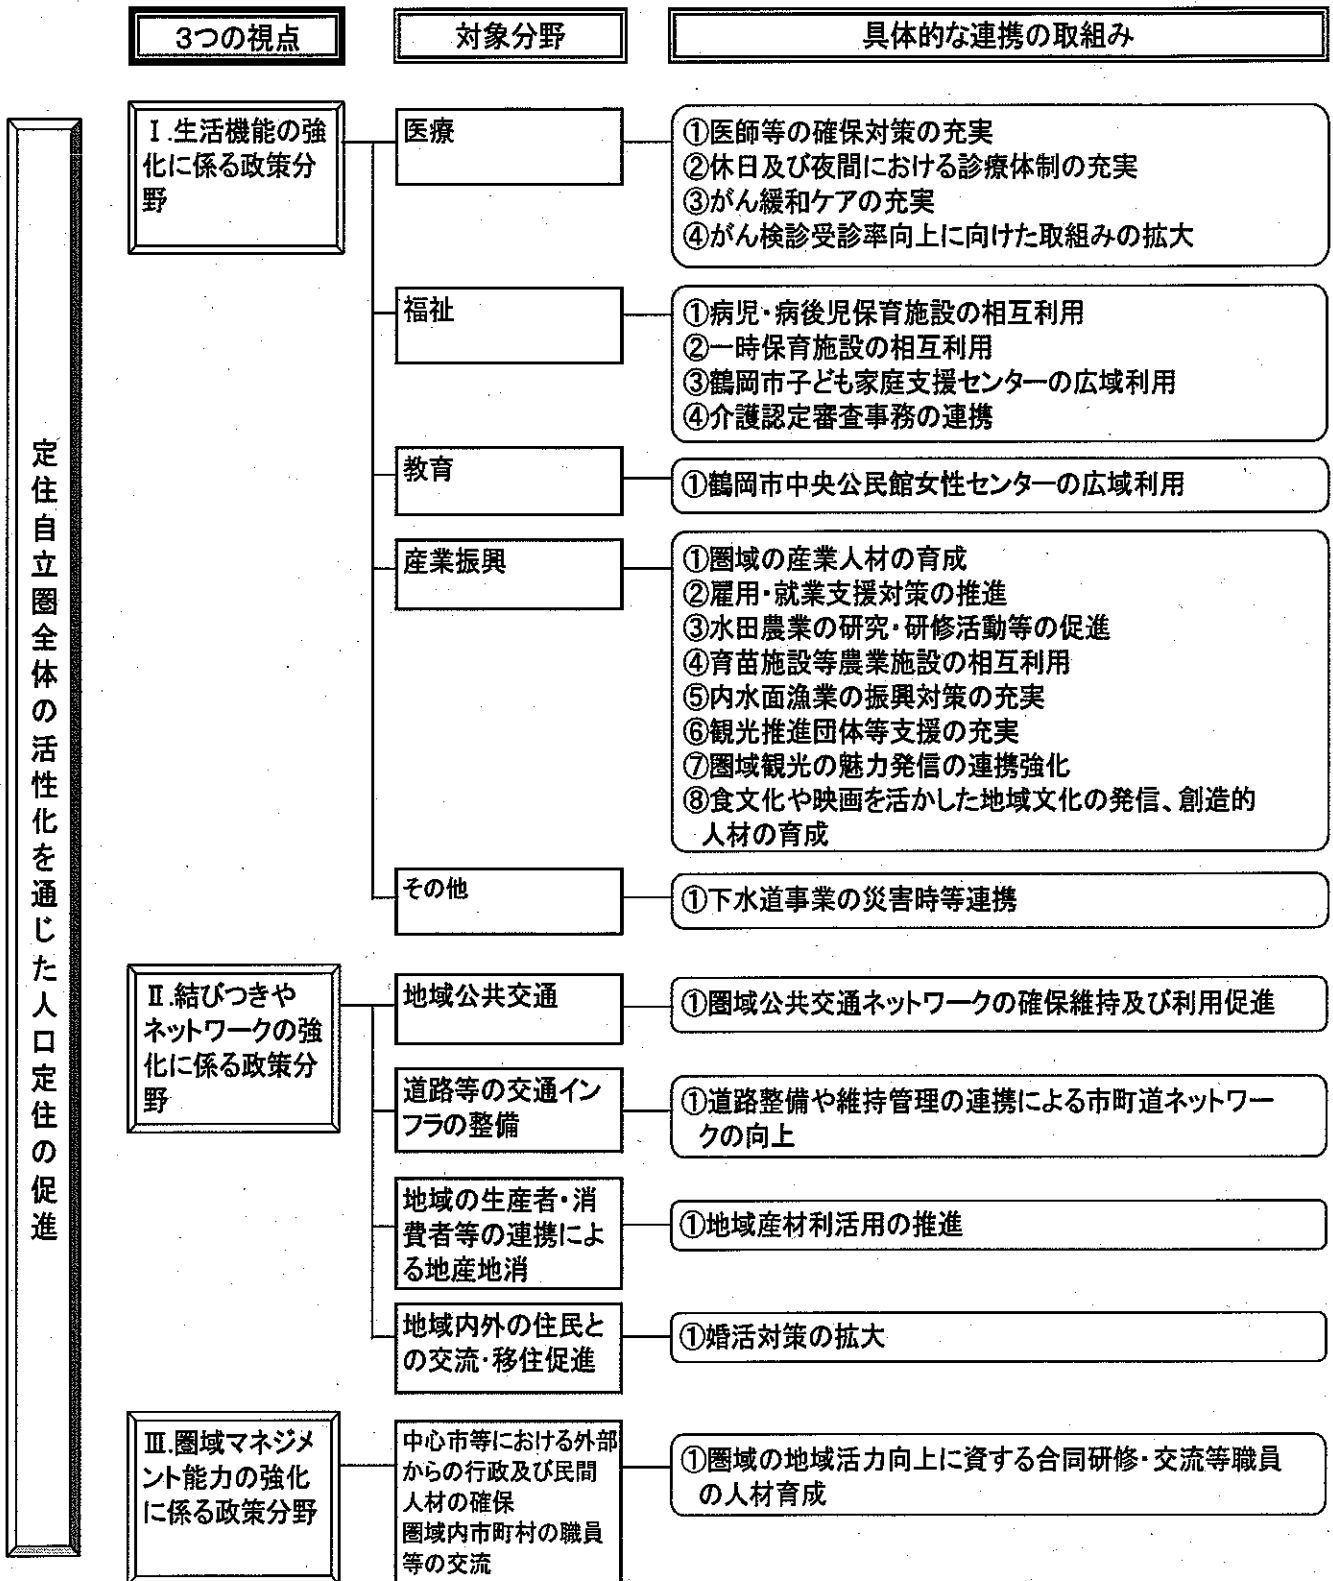 3つの視点
対象分野
具体的な連携の取組み
定住自立圏全体の活性化を通じた人口定住の促進
Ⅰ.生活機能の強
化に係る政策分
野
医療
①医師等の確保対策の充実
②休日及び夜間における診療体制の充実
③がん緩和ケアの充実
④がん検診受診率向上に向けた取組みの拡大
福祉
①病児・病後児保育施設の相互利用
②一時保育施設の相互利用
③鶴岡市子ども家庭支援センターの広域利用
④介護認定審査事務の連携
教育
①鶴岡市中央公民館女性センターの広域利用
産業振興
①圏域の産業人材の育成
②雇用・就業支援対策の推進
③水田農業の研究・研修活動等の促進
④育苗施設等農業施設の相互利用
⑤内水面漁業の振興対策の充実
⑥観光推進団体等支援の充実
⑦圏域観光の魅力発信の連携強化
⑧食文化や映画を活かした地域文化の発信、創造的
人材の育成
その他
①下水道事業の災害時等連携
Ⅱ.結びつきや
ネットワークの強
化に係る政策分
野
地域公共交通
①圏域公共交通ネットワークの確保維持及び利用促進
道路等の交通イン
フラの整備
①道路整備や維持管理の連携による市町道ネットワー
クの向上
地域の生産者・消
費者等の連携によ
る地産地消
①地域産材利活用の推進
地域内外の住民と
の交流・移住促進
①婚活対策の拡大
Ⅲ.圏域マネジメ
ント能力の強化
に係る政策分野
中心市等における外部
からの行政及び民間
人材の確保
圏域内市町村の職員
等の交流
①圏域の地域活力向上に資する合同研修・交流等職員
の人材育成